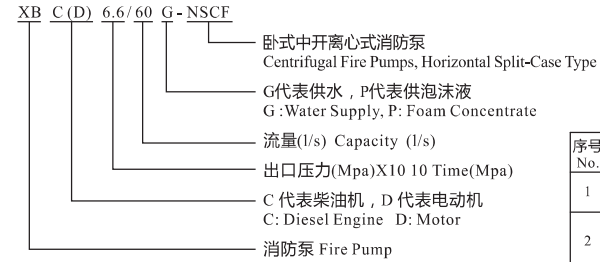 XB C(D) 6.6/60 G-NSCF
卧式中开离心式消防泵
Centrifugal Fire Pumps, Horizontal Split-Case Type
G代表供水，P代表供泡沫液
G :Water Supply, P: Foam Concentrate
流量(l/s) Capacity (l/s)
出口压力(Mpa)X10 10 Time(Mpa)
C 代表柴油机，D 代表电动机
C: Diesel Engine D: Motor
消防泵 Fire Pump
序号
No.
1
2